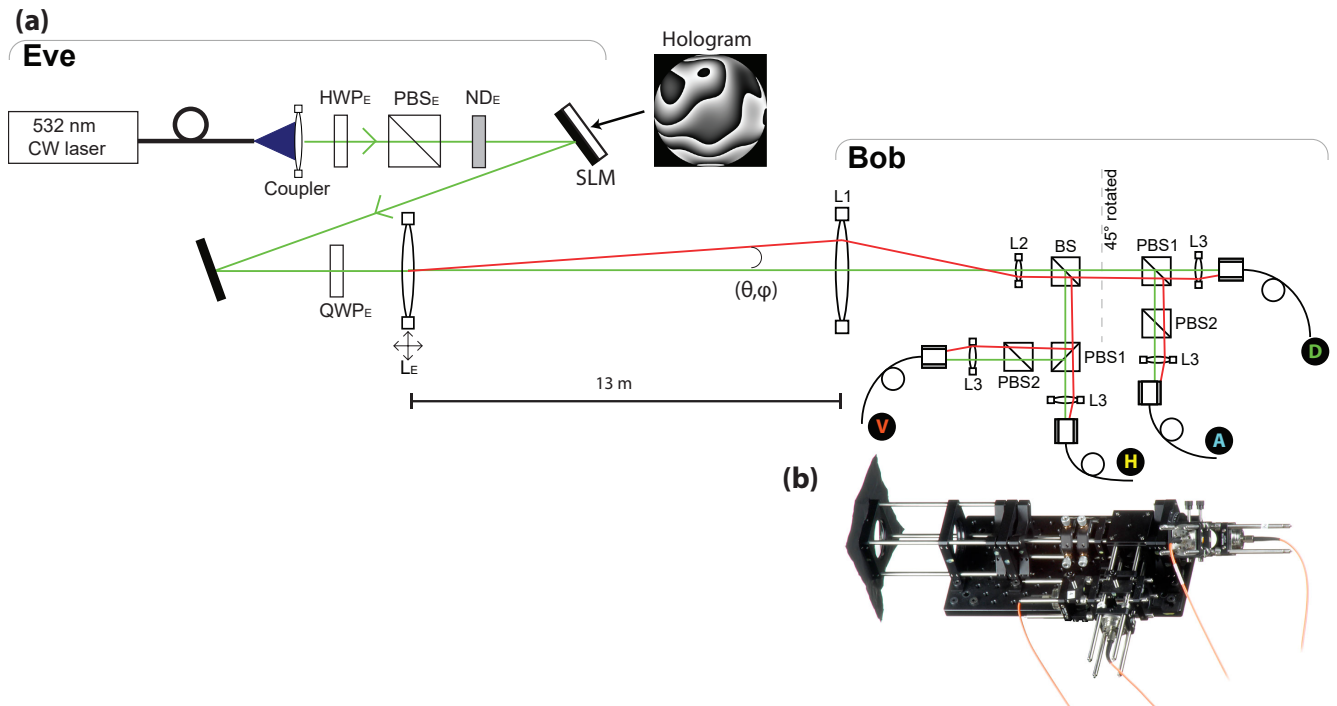 (a)
Eve
Hologram
532 nm
CW laser
Coupler
HWPE
PBSE
NDE
SLM
Bob
L1
45° rotated
L2
BS
PBS1
L3
(θ,φ)
QWPE
LE
PBS2
L3
D
PBS1
L3
PBS2
L3
13 m
V
H
A
(b)